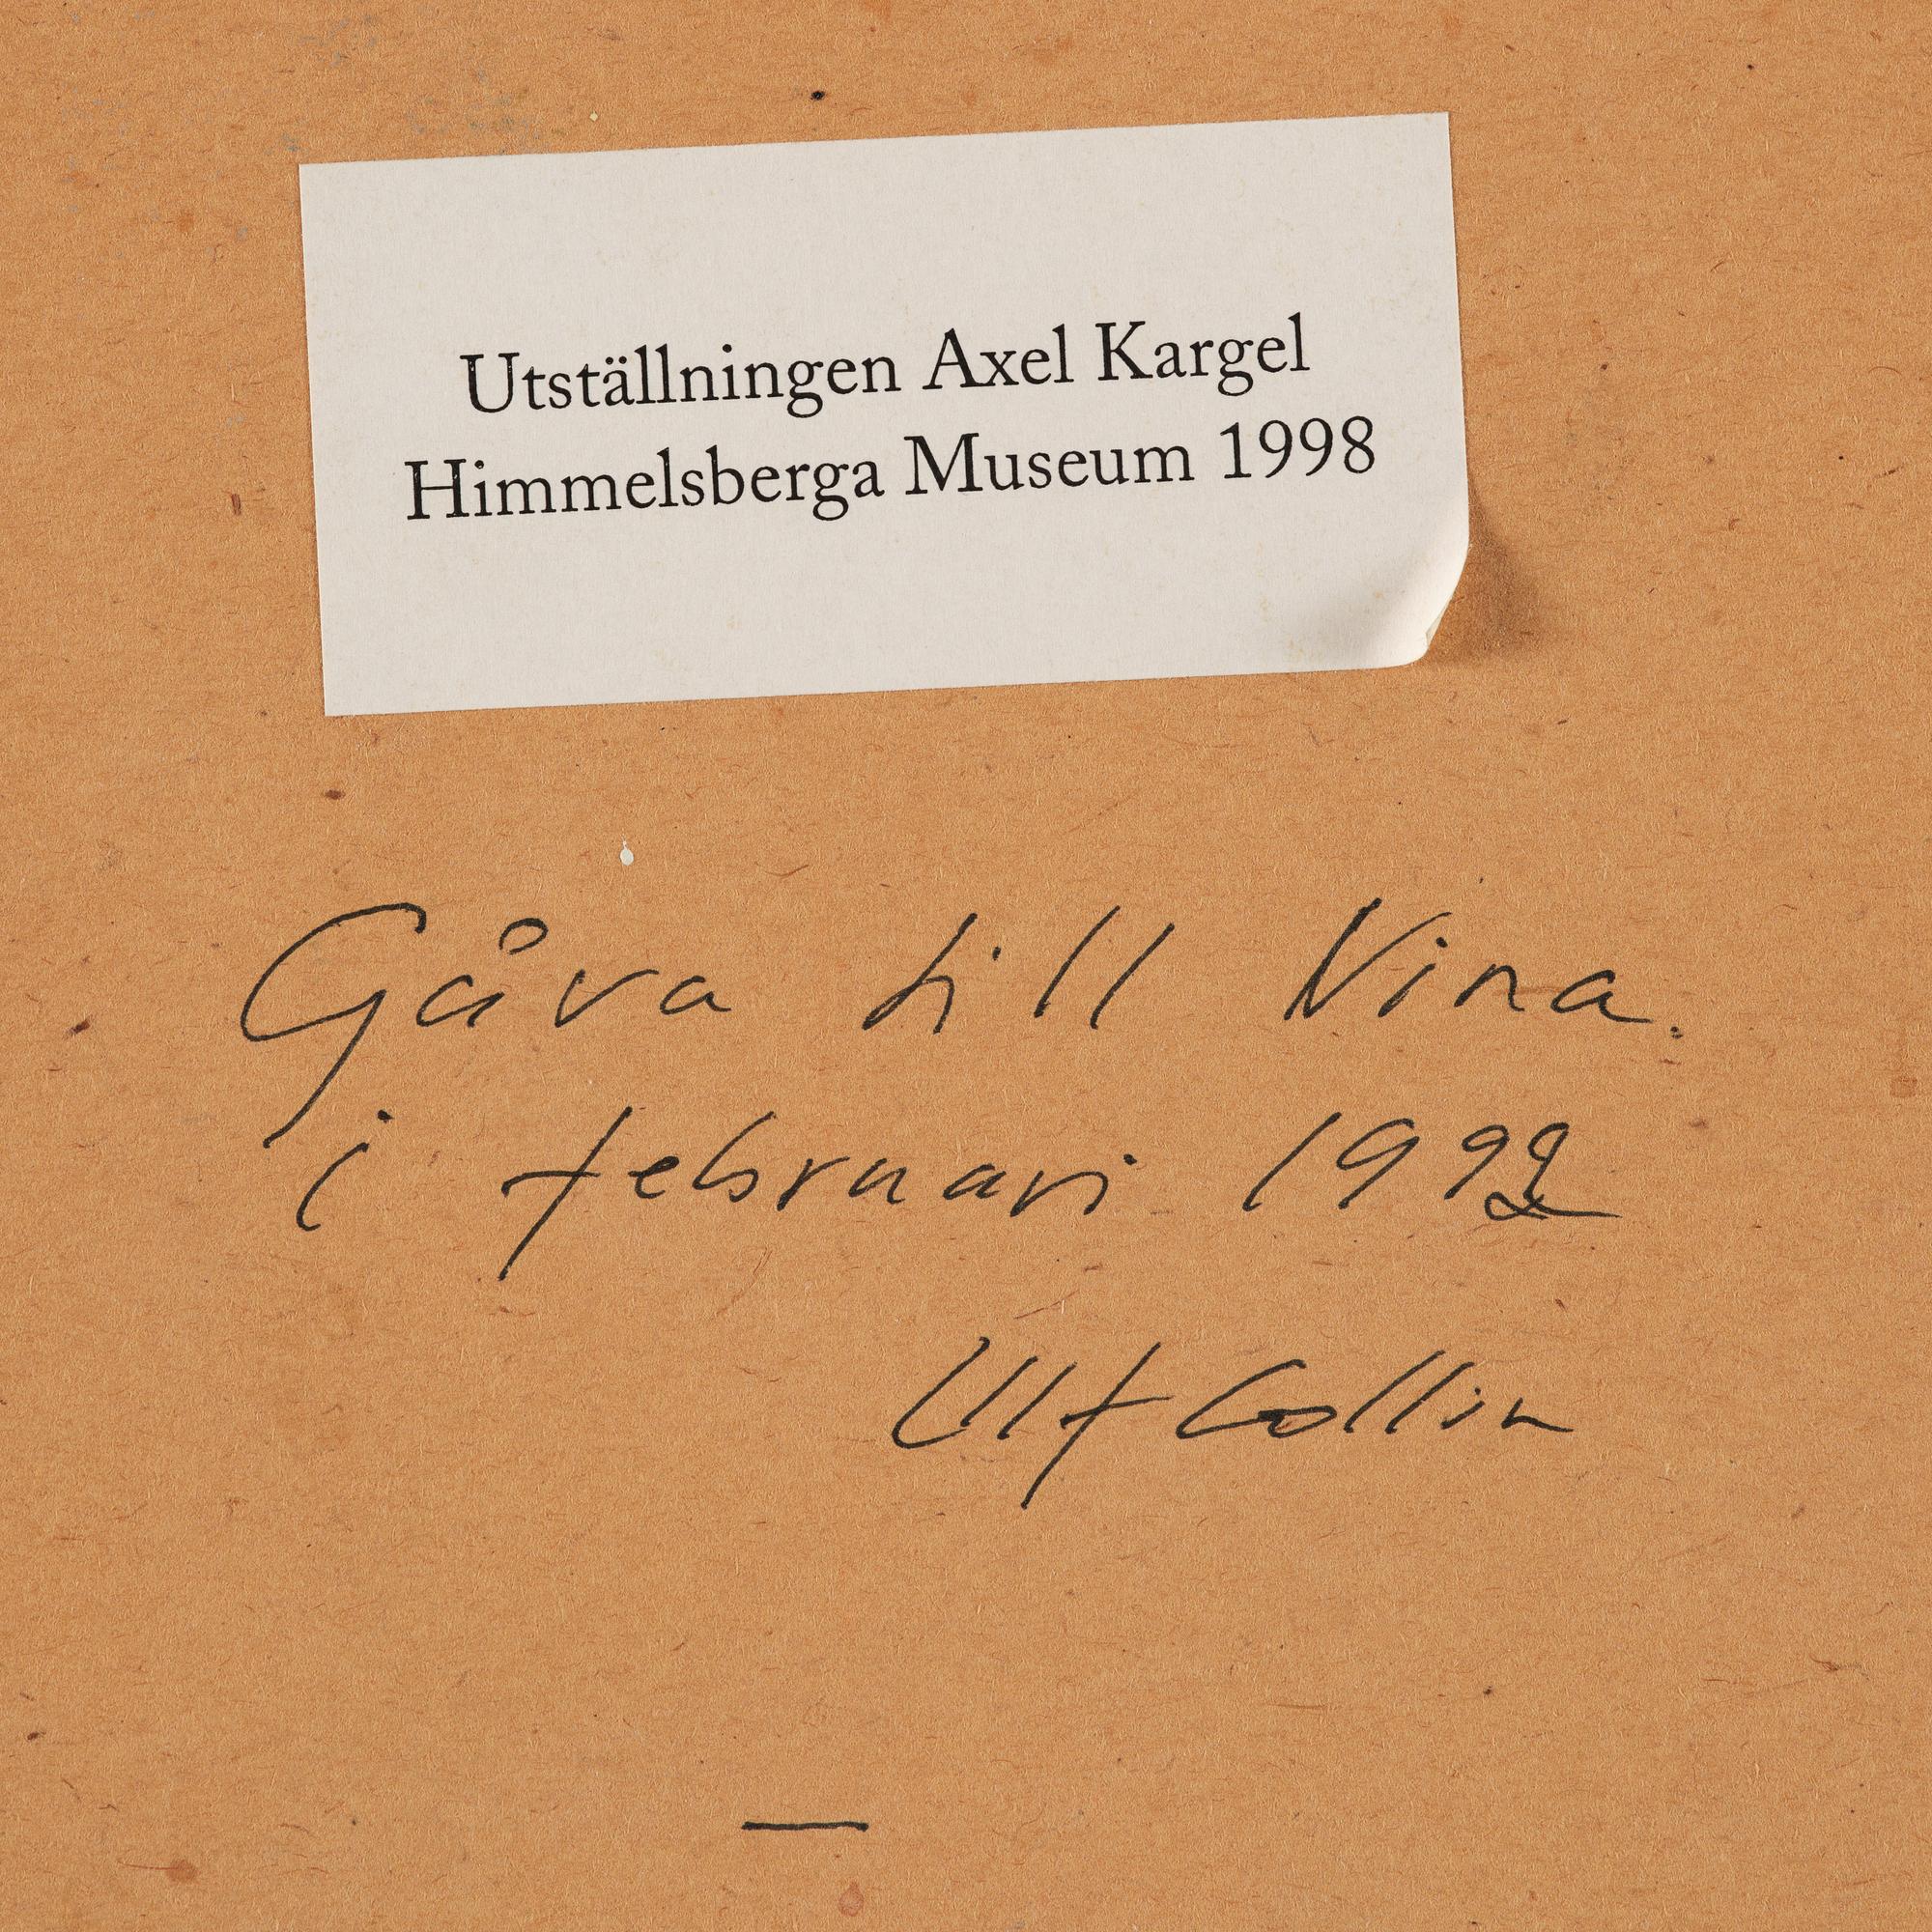 Utställningen Axel Kargel
Himmelsberga Museum 1998
Gåva till Nina.
i februari 1992
Ulf Collin